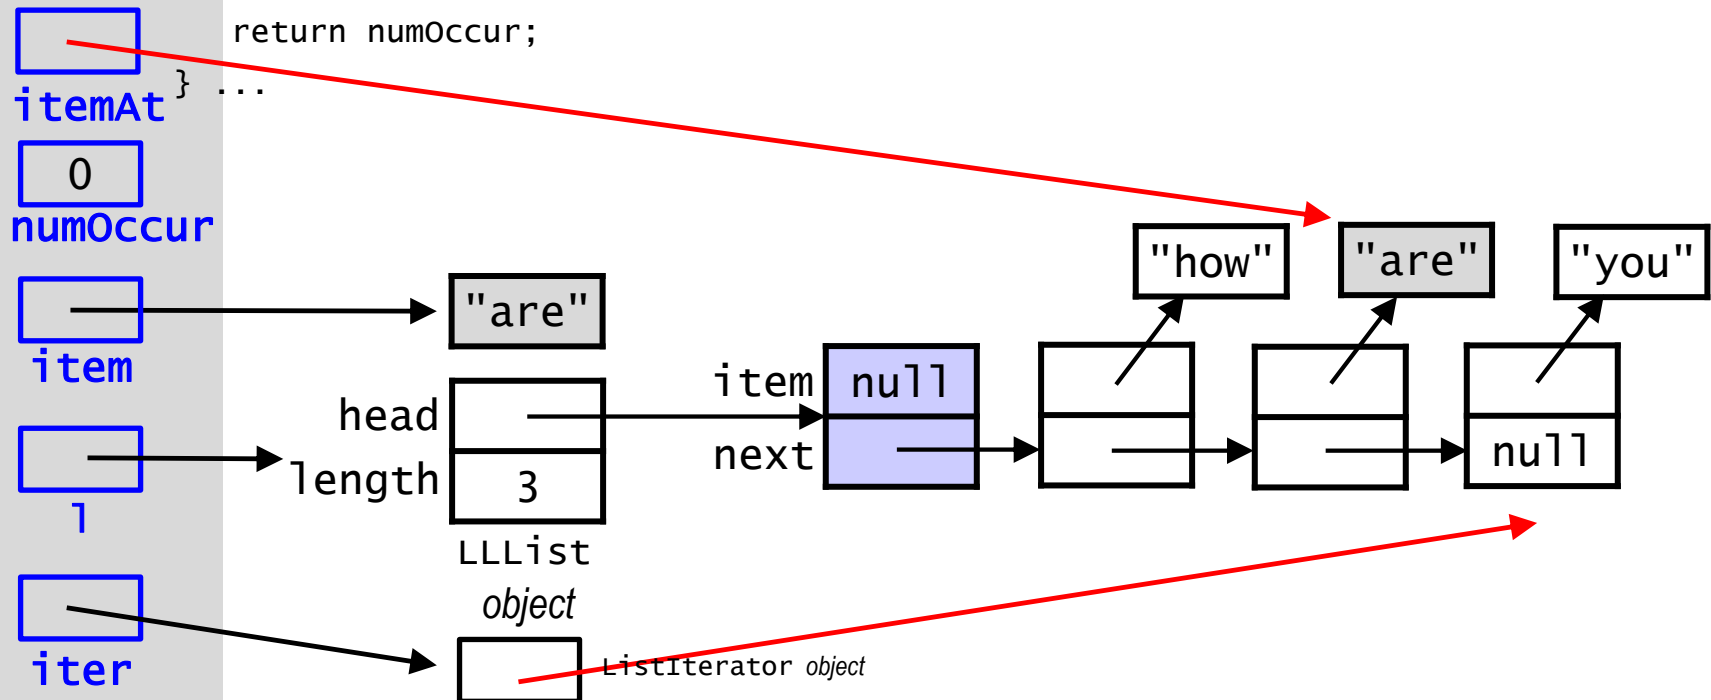 return numOccur;
} ...
itemAt
0
numOccur
"how" "are" "you"
"are"
item
item null
head
next null
length 3
l
LLList
object
ListIterator object
iter